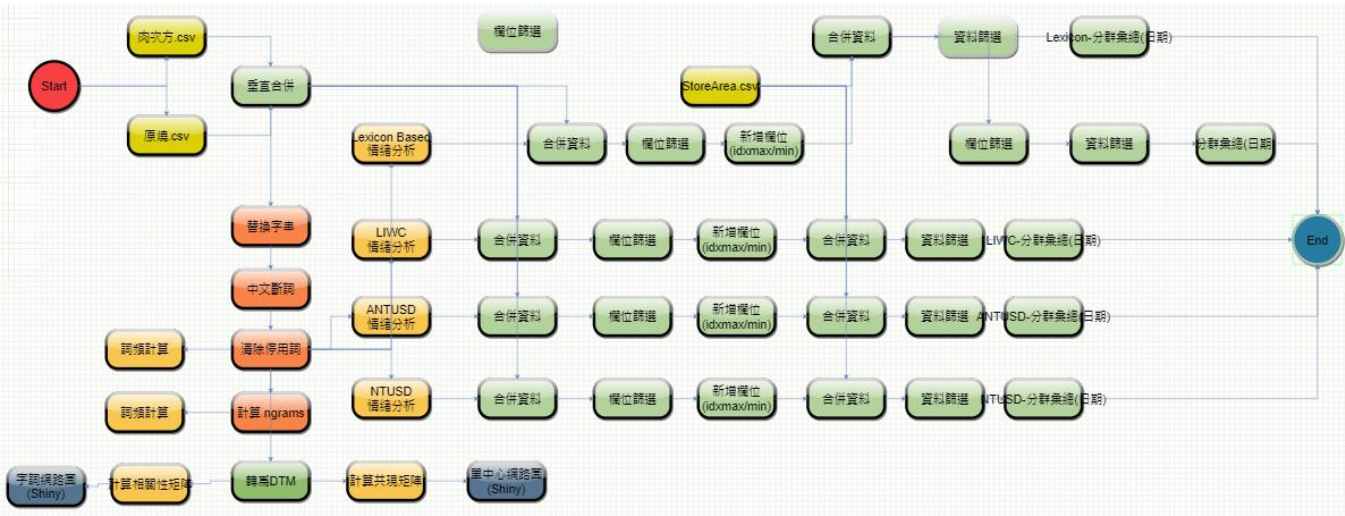 肉次方.csv
欄位篩選
合併資料
資料篩選
Lexicon-分群彙總(日期)
Start
垂直合併
StoreArea.csv
原燒.csv
Lexicon Based
情緒分析
合併資料
欄位篩選
新增欄位
(idxmax/min)
欄位篩選
資料篩選
分群彙總(日期)
替換字串
LIWC
情緒分析
合併資料
欄位篩選
新增欄位
(idxmax/min)
合併資料
資料篩選
LIWC-分群彙總(日期)
End
中文斷詞
ANTUSD
情緒分析
合併資料
欄位篩選
新增欄位
(idxmax/min)
合併資料
資料篩選
ANTUSD-分群彙總(日期)
詞頻計算
清除停用詞
NTUSD
情緒分析
合併資料
欄位篩選
新增欄位
(idxmax/min)
合併資料
資料篩選
NTUSD-分群彙總(日期)
詞頻計算
計算 ngrams
字詞網路圖
(Shiny)
計算相關性矩陣
轉為DTM
計算共現矩陣
單中心網路圖
(Shiny)